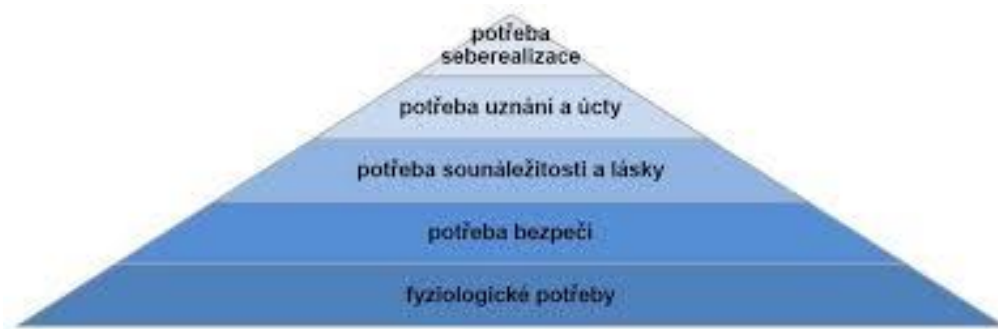 potřeba
seberealizace
potřeba uznání a úcty
potřeba sounáležitosti a lásky
potřeba bezpečí
fyziologické potřeby